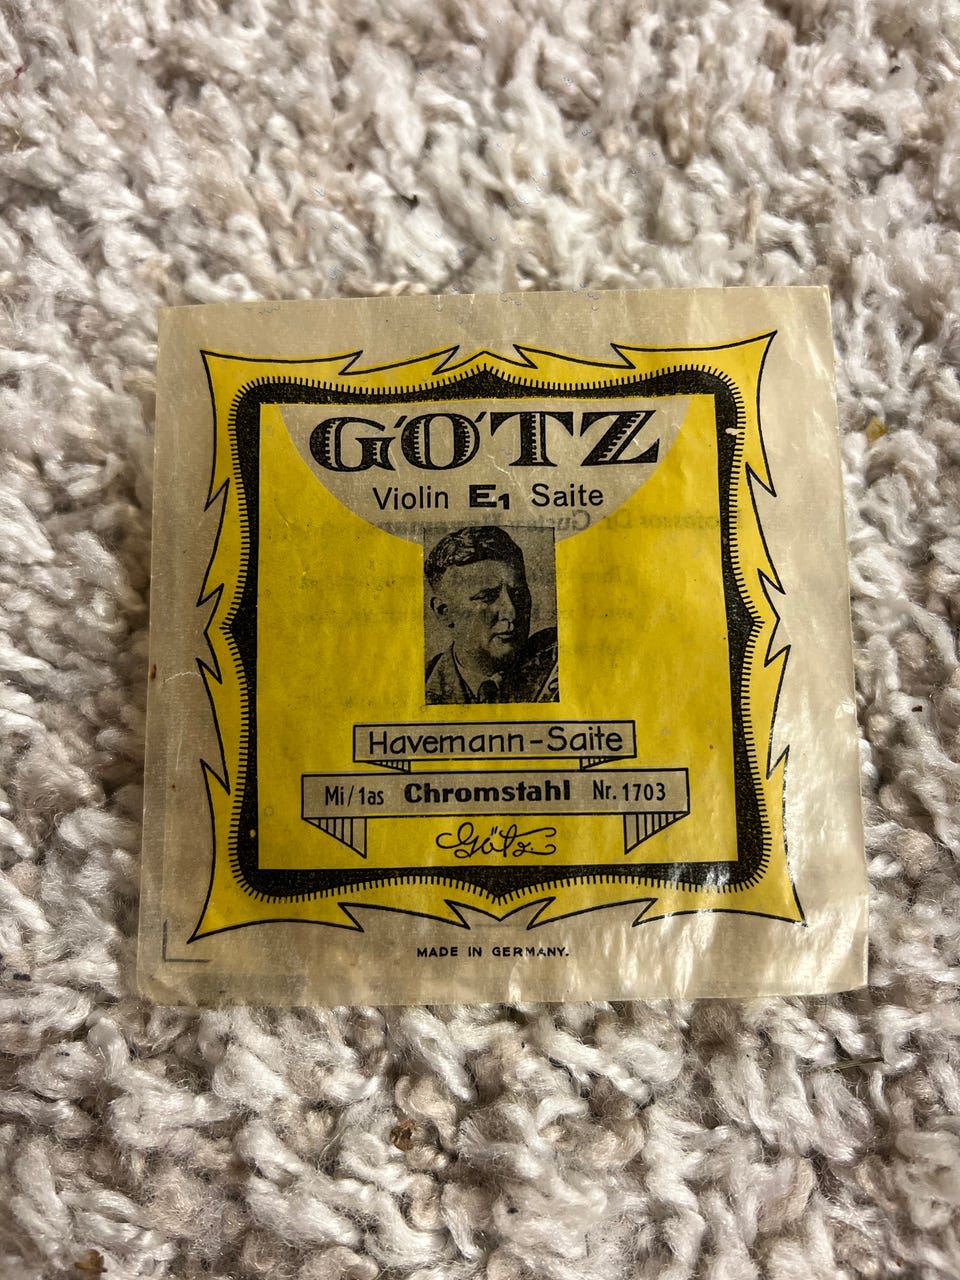 GÖTZ
Violin E₁ Saite
Havemann-Saite
Mi/1as Chromstahl Nr. 1703
Götz
MADE IN GERMANY.